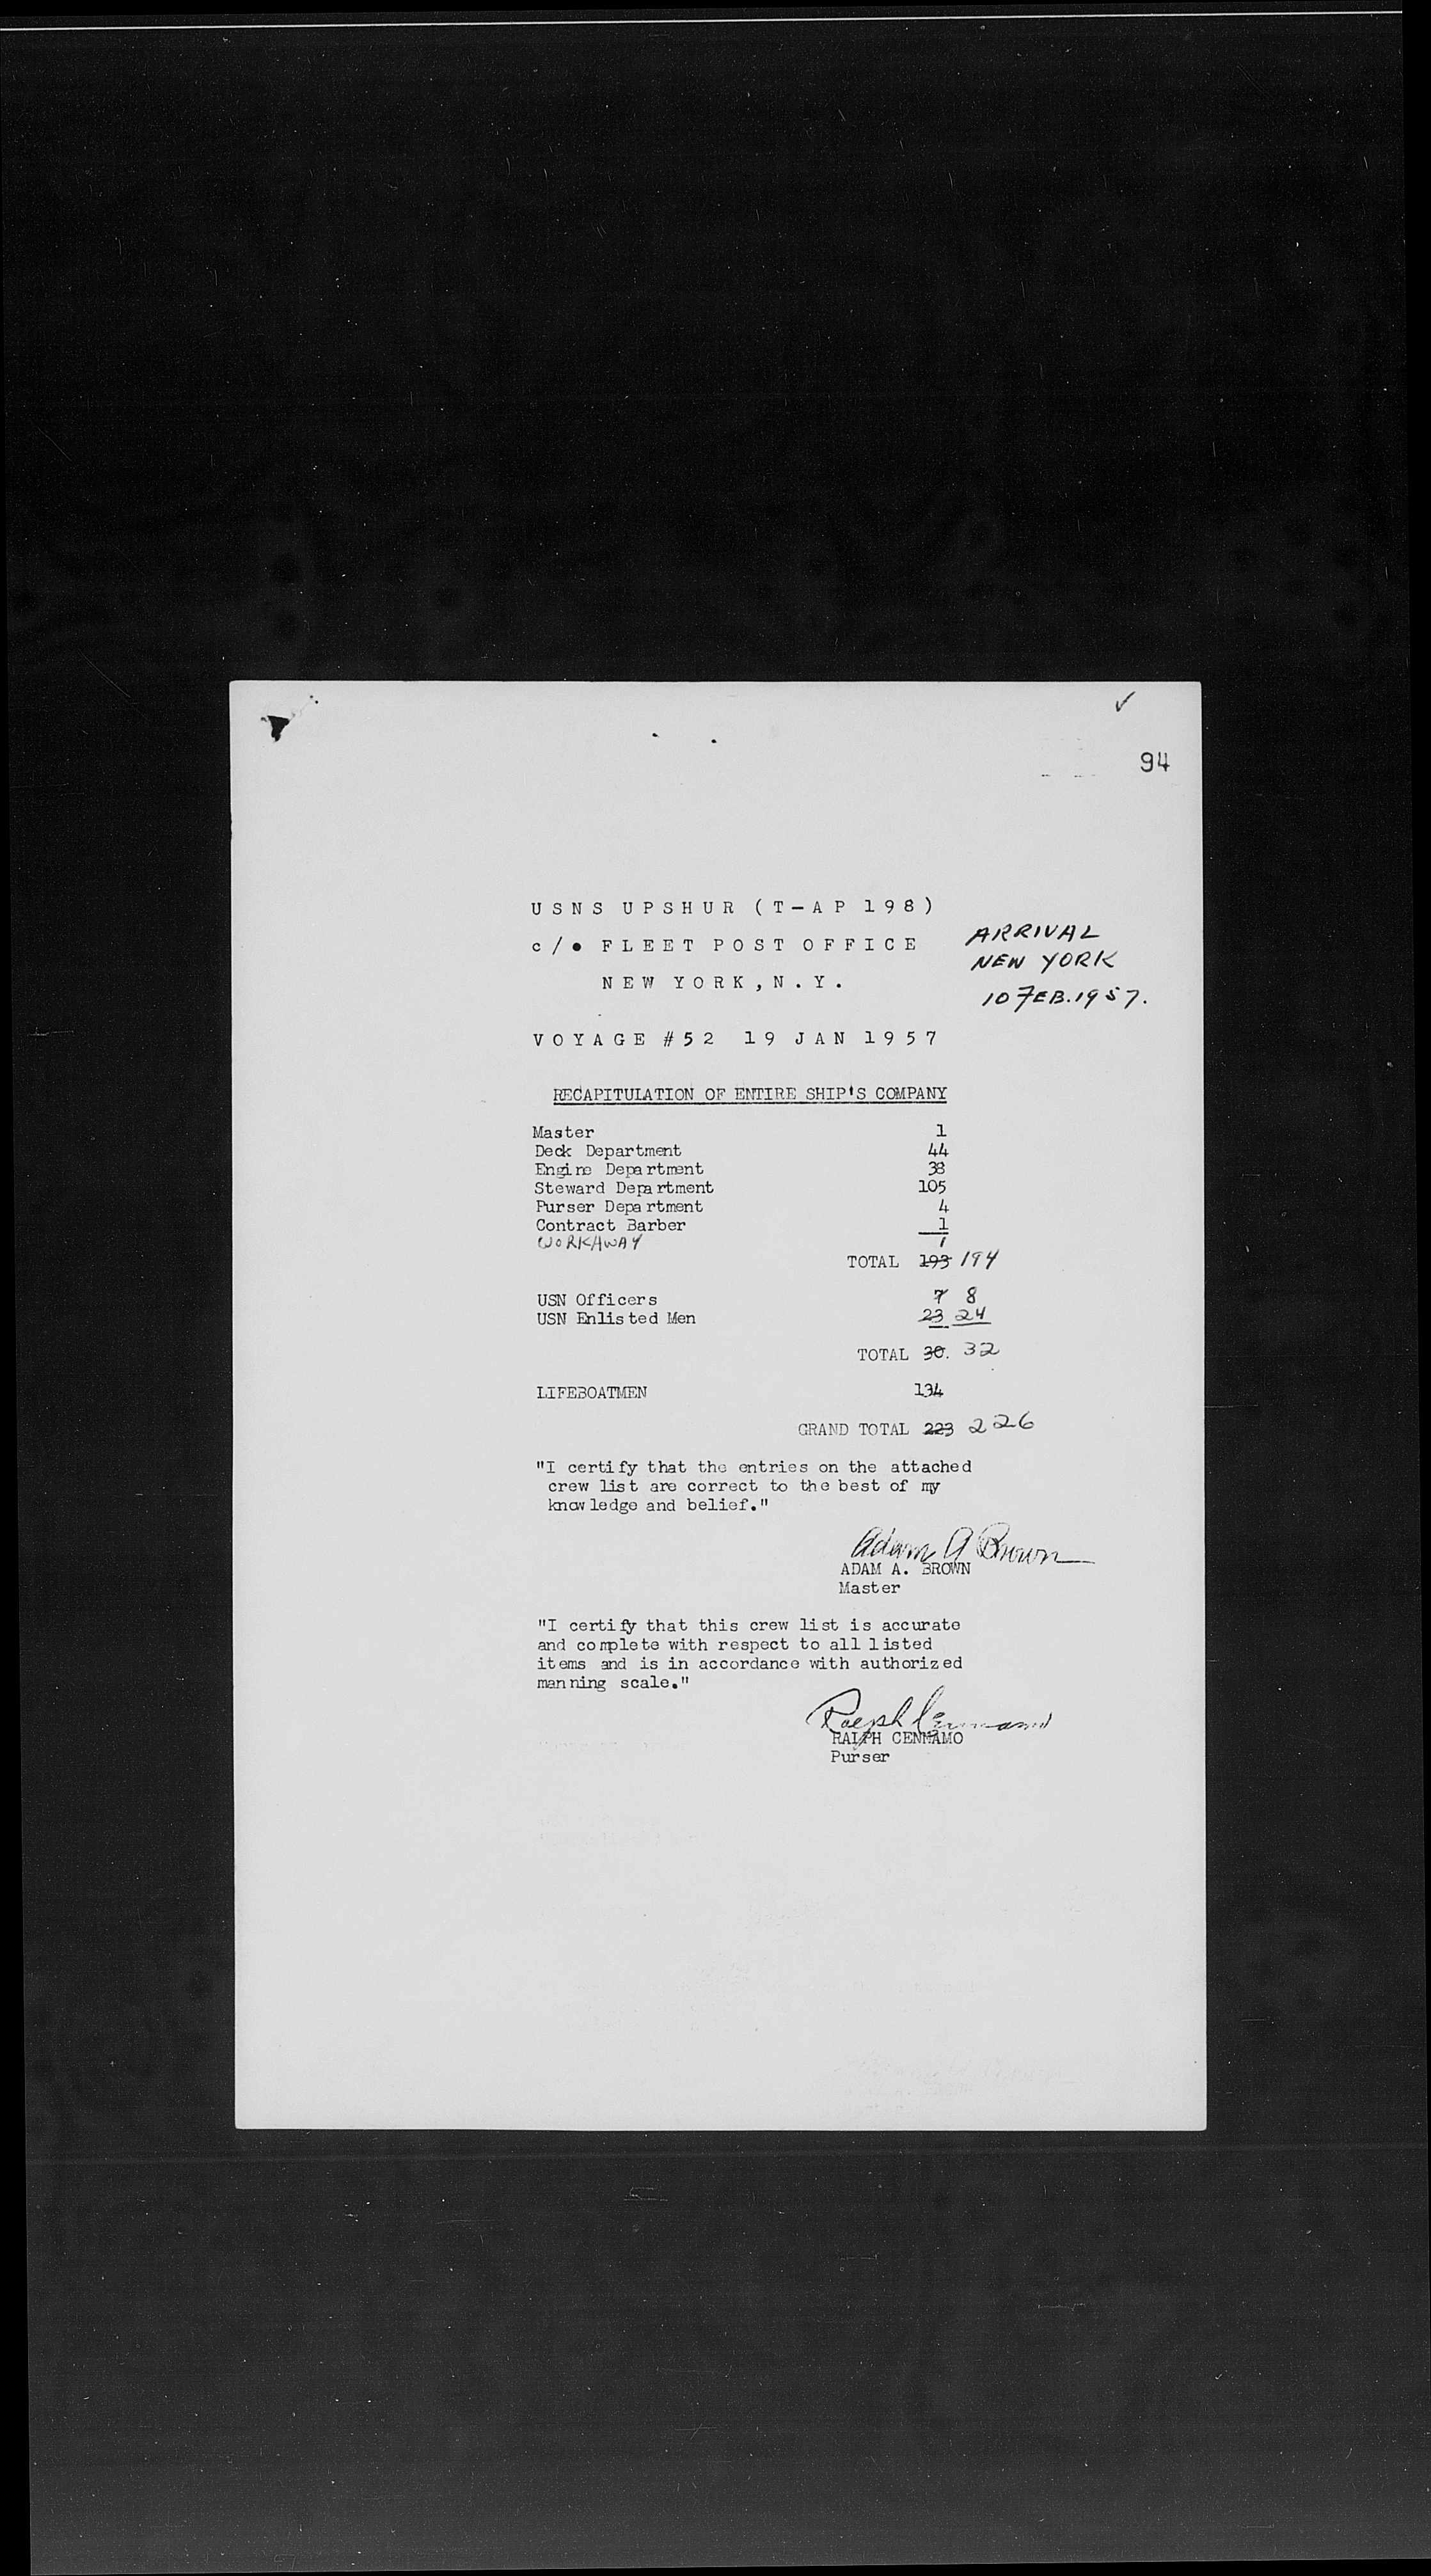 ✓
94
USNS UPSHUR (T-AP 198)
c/o FLEET POST OFFICE
NEW YORK, N.Y.
ARRIVAL
NEW YORK
10 FEB. 1957.
VOYAGE #52 19 JAN 1957
RECAPITULATION OF ENTIRE SHIP'S COMPANY
Master 1
Deck Department 44
Engine Department 38
Steward Department 105
Purser Department 4
Contract Barber 1
WORKAWAY 1
TOTAL 193 194
USN Officers 7 8
USN Enlisted Men 23 24
TOTAL 30. 32
LIFEBOATMEN 134
GRAND TOTAL 223 226
"I certify that the entries on the attached
crew list are correct to the best of my
knowledge and belief."
Adam A Brown
ADAM A. BROWN
Master
"I certify that this crew list is accurate
and complete with respect to all listed
items and is in accordance with authorized
manning scale."
Ralph Cennamo
RALPH CENNAMO
Purser